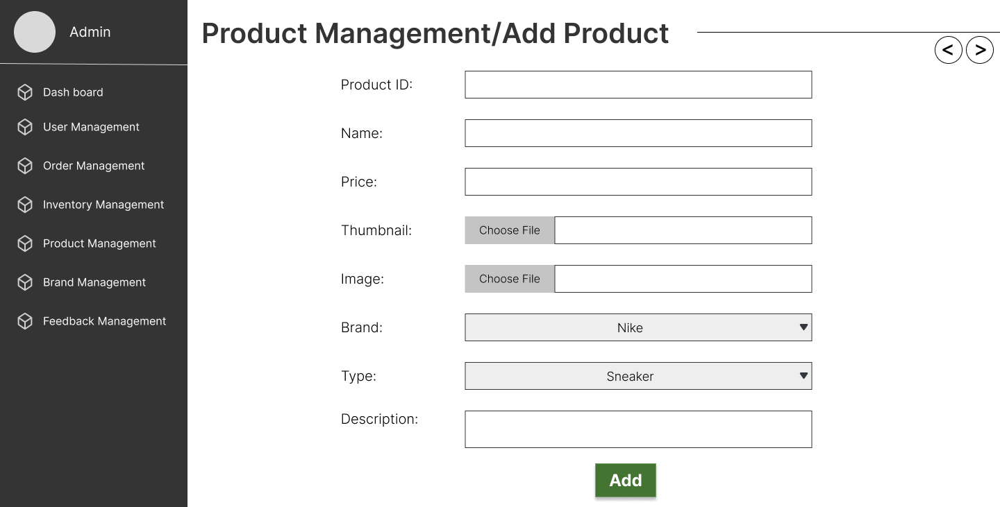 Admin
Dash board
User Management
Order Management
Inventory Management
Product Management
Brand Management
Feedback Management
Product Management/Add Product
< >
Product ID:
Name:
Price:
Thumbnail: Choose File
Image: Choose File
Brand: Nike
Type: Sneaker
Description:
Add